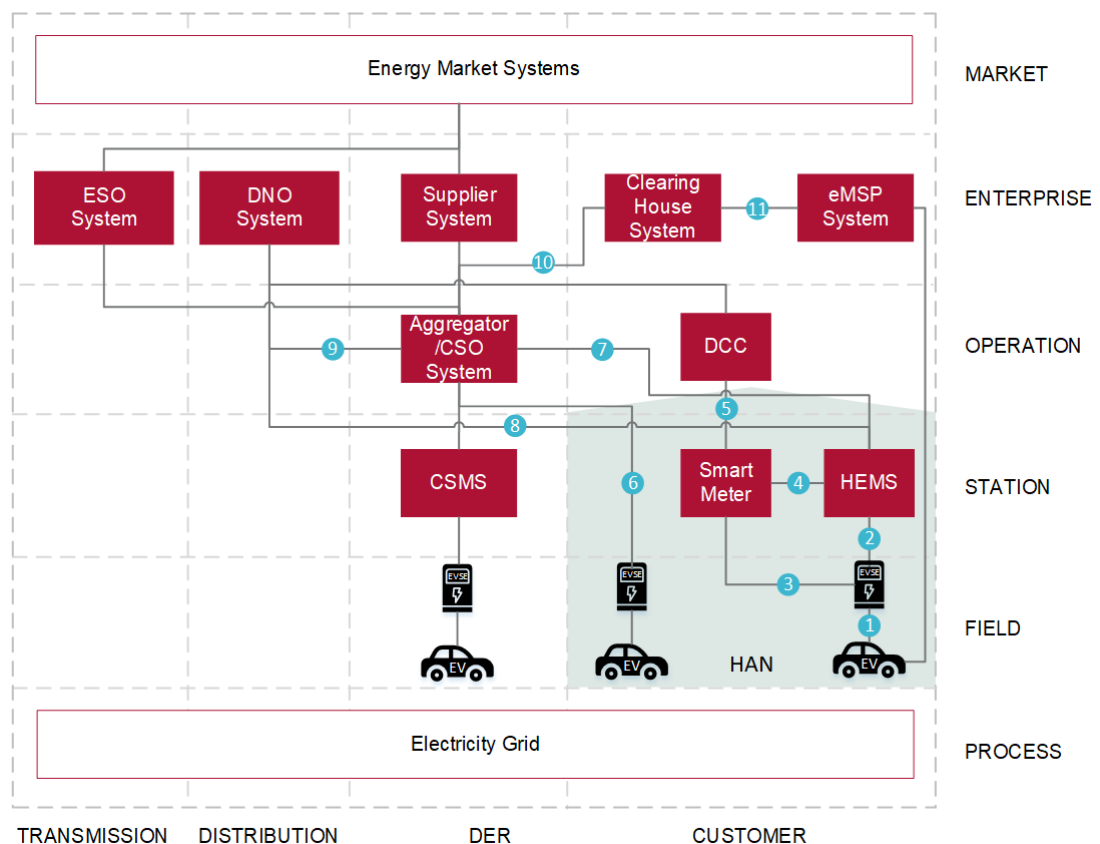 Energy Market Systems
MARKET
ESO
System
DNO
System
Supplier
System
Clearing
House
System
11
eMSP
System
ENTERPRISE
10
9
Aggregator
/CSO
System
7
DCC
OPERATION
5
8
CSMS
6
Smart
Meter
4
HEMS
STATION
2
EVSE
EVSE
3
EVSE
1
FIELD
EV
EV
HAN
EV
Electricity Grid
PROCESS
TRANSMISSION
DISTRIBUTION
DER
CUSTOMER